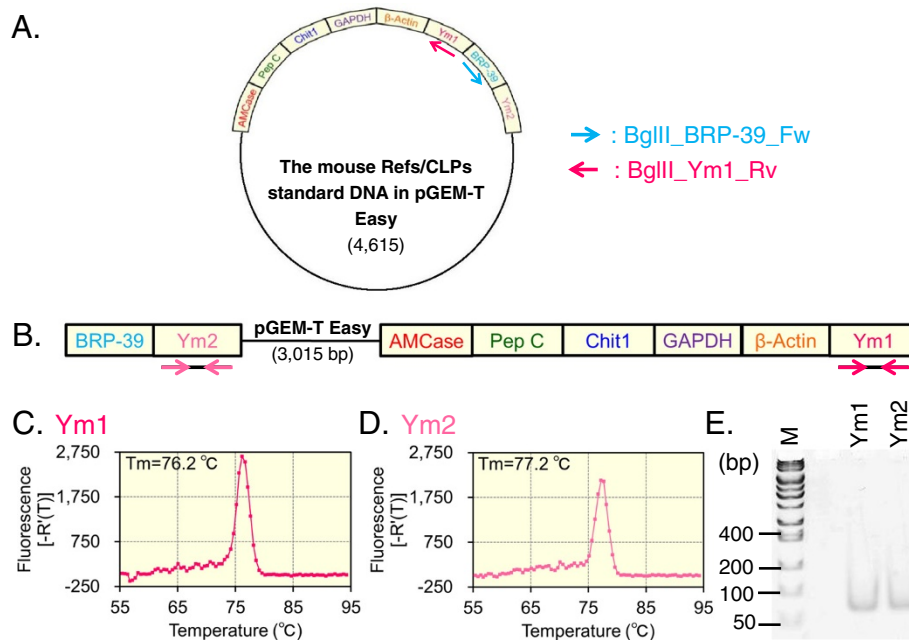 A.
AMCase
Pep C
Chit1
GAPDH
β-Actin
Ym1
BRP-39
Ym2
The mouse Refs/CLPs
standard DNA in pGEM-T
Easy
(4,615)
: BglII_BRP-39_Fw
: BglII_Ym1_Rv
B.
BRP-39 Ym2 pGEM-T Easy AMCase Pep C Chit1 GAPDH β-Actin Ym1
(3,015 bp)
C. Ym1
Tm=76.2 °C
Fluorescence
[-R'(T)]
2,750
1,750
750
-250
55 65 75 85 95
Temperature (°C)
D. Ym2
Tm=77.2 °C
Fluorescence
[-R'(T)]
2,750
1,750
750
-250
55 65 75 85 95
Temperature (°C)
E.
M Ym1 Ym2
(bp)
400
200
100
50